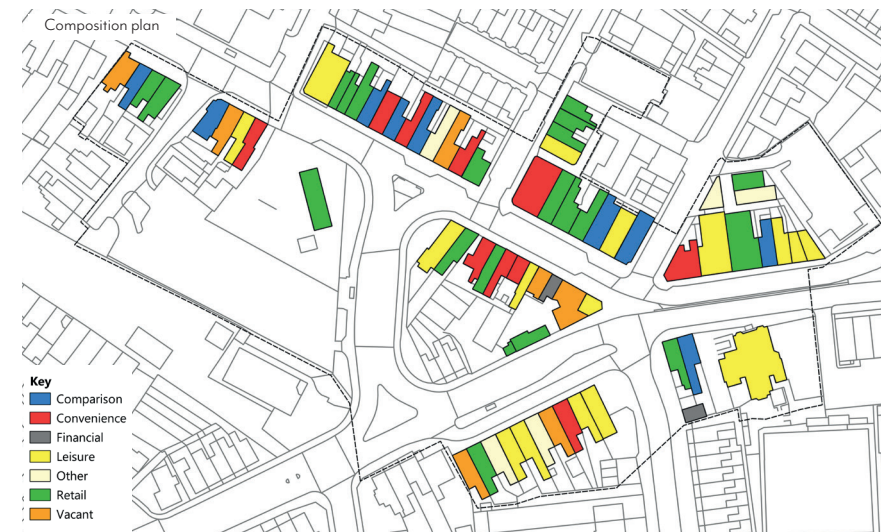 Composition plan
Key
Comparison
Convenience
Financial
Leisure
Other
Retail
Vacant